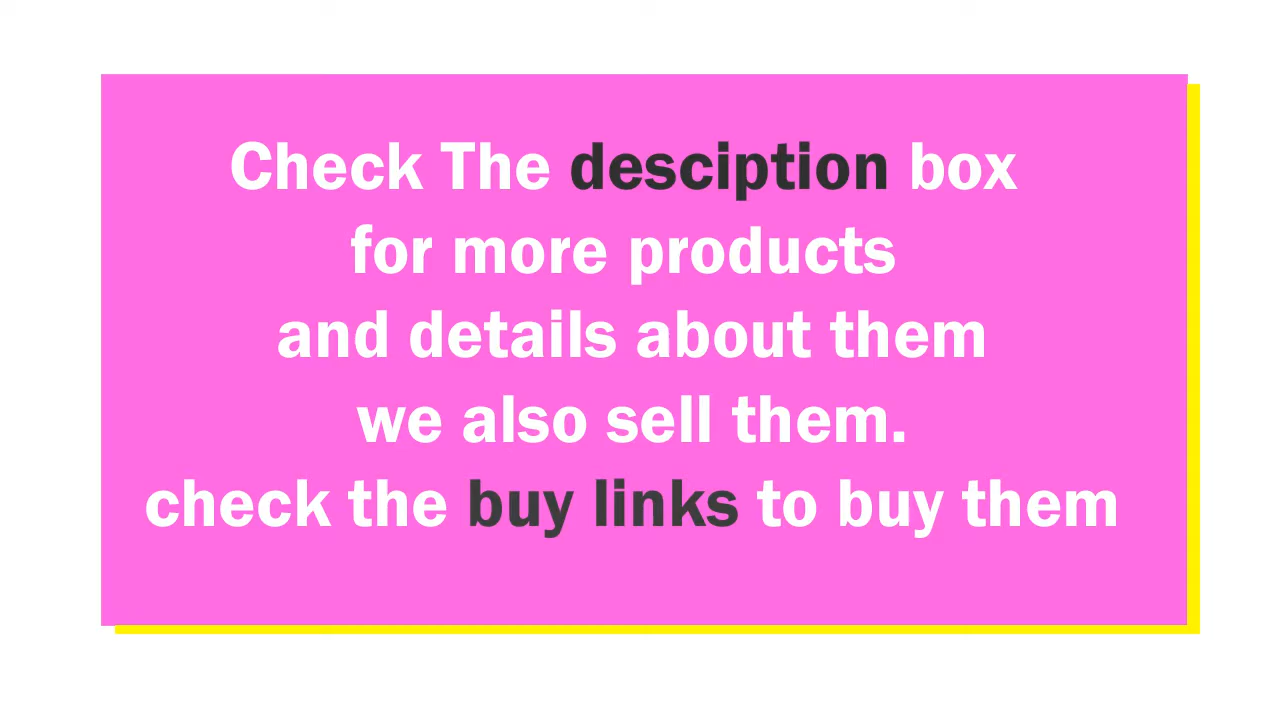 Check The desciption box
for more products
and details about them
we also sell them.
check the buy links to buy them